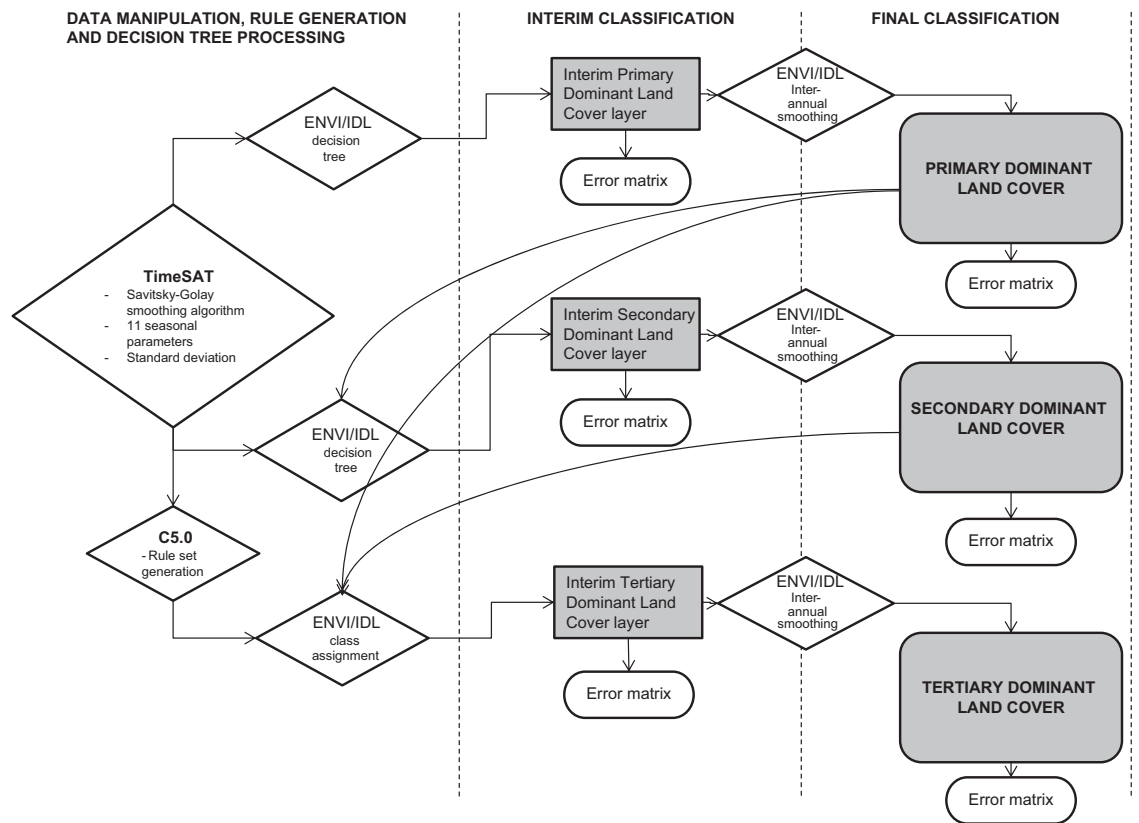 DATA MANIPULATION, RULE GENERATION
AND DECISION TREE PROCESSING
INTERIM CLASSIFICATION
FINAL CLASSIFICATION
ENVI/IDL
decision
tree
Interim Primary
Dominant Land
Cover layer
ENVI/IDL
Inter-
annual
smoothing
Error matrix
PRIMARY DOMINANT
LAND COVER
Error matrix
TimeSAT
- Savitsky-Golay
smoothing algorithm
- 11 seasonal
parameters
- Standard deviation
ENVI/IDL
decision
tree
Interim Secondary
Dominant Land
Cover layer
ENVI/IDL
Inter-
annual
smoothing
Error matrix
SECONDARY DOMINANT
LAND COVER
Error matrix
C5.0
- Rule set
generation
ENVI/IDL
class
assignment
Interim Tertiary
Dominant Land
Cover layer
ENVI/IDL
Inter-
annual
smoothing
Error matrix
TERTIARY DOMINANT
LAND COVER
Error matrix